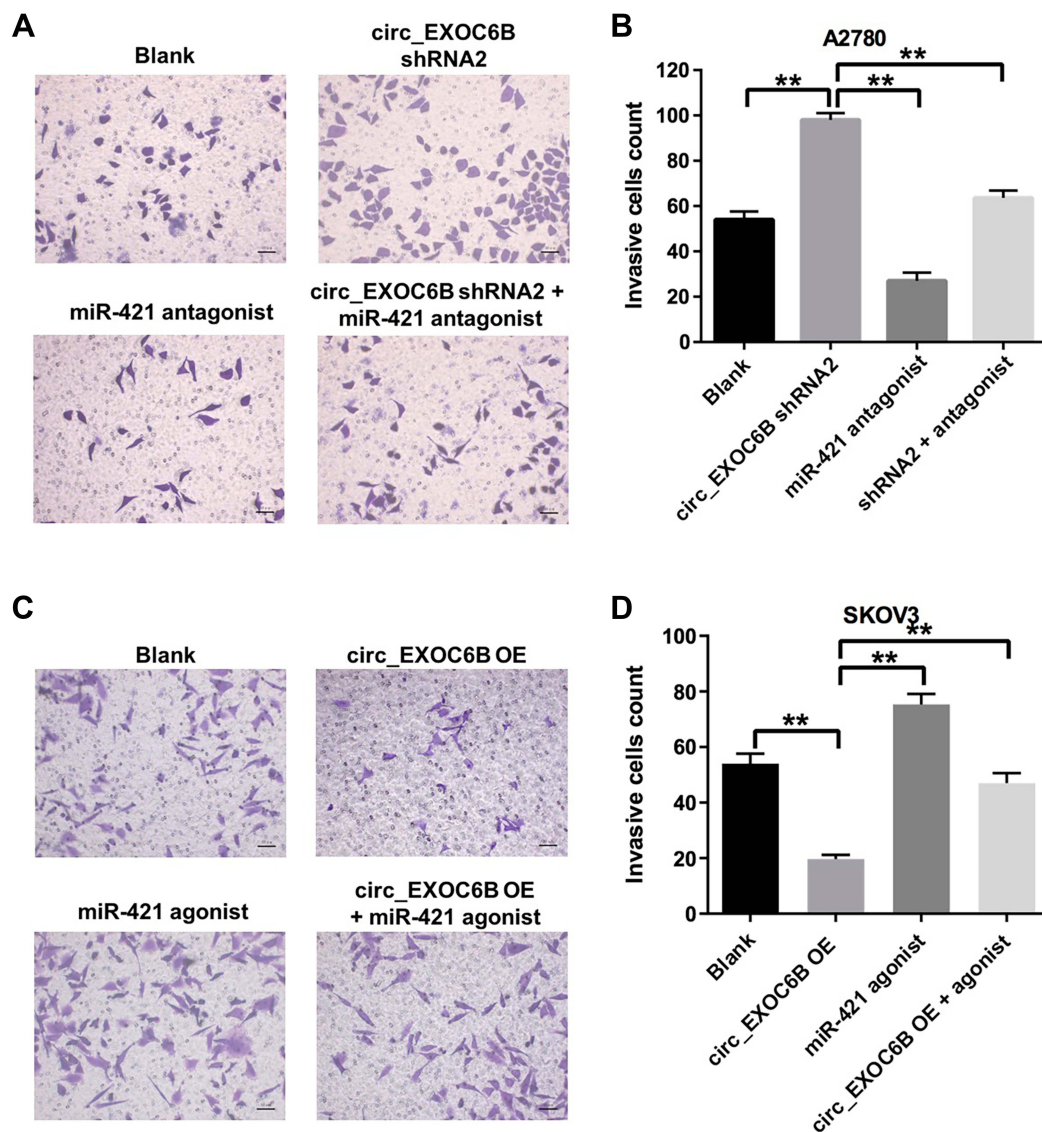 A
Blank
circ_EXOC6B
shRNA2
miR-421 antagonist
circ_EXOC6B shRNA2 +
miR-421 antagonist
B
A2780
**
**
**
Invasive cells count
120
100
80
60
40
20
0
Blank
circ_EXOC6B shRNA2
miR-421 antagonist
shRNA2 + antagonist
C
Blank
circ_EXOC6B OE
miR-421 agonist
circ_EXOC6B OE
+ miR-421 agonist
D
SKOV3
**
**
**
Invasive cells count
100
80
60
40
20
0
Blank
circ_EXOC6B OE
miR-421 agonist
circ_EXOC6B OE + agonist